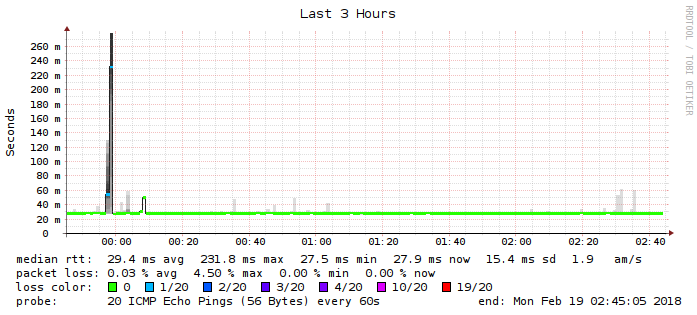 Last 3 Hours
RRDTOOL / TOBI OETIKER
Seconds
260 m
240 m
220 m
200 m
180 m
160 m
140 m
120 m
100 m
80 m
60 m
40 m
20 m
0
00:00 00:20 00:40 01:00 01:20 01:40 02:00 02:20 02:40
median rtt: 29.4 ms avg 231.8 ms max 27.5 ms min 27.9 ms now 15.4 ms sd 1.9 am/s
packet loss: 0.03 % avg 4.50 % max 0.00 % min 0.00 % now
loss color: 0 1/20 2/20 3/20 4/20 10/20 19/20
probe: 20 ICMP Echo Pings (56 Bytes) every 60s end: Mon Feb 19 02:45:05 2018